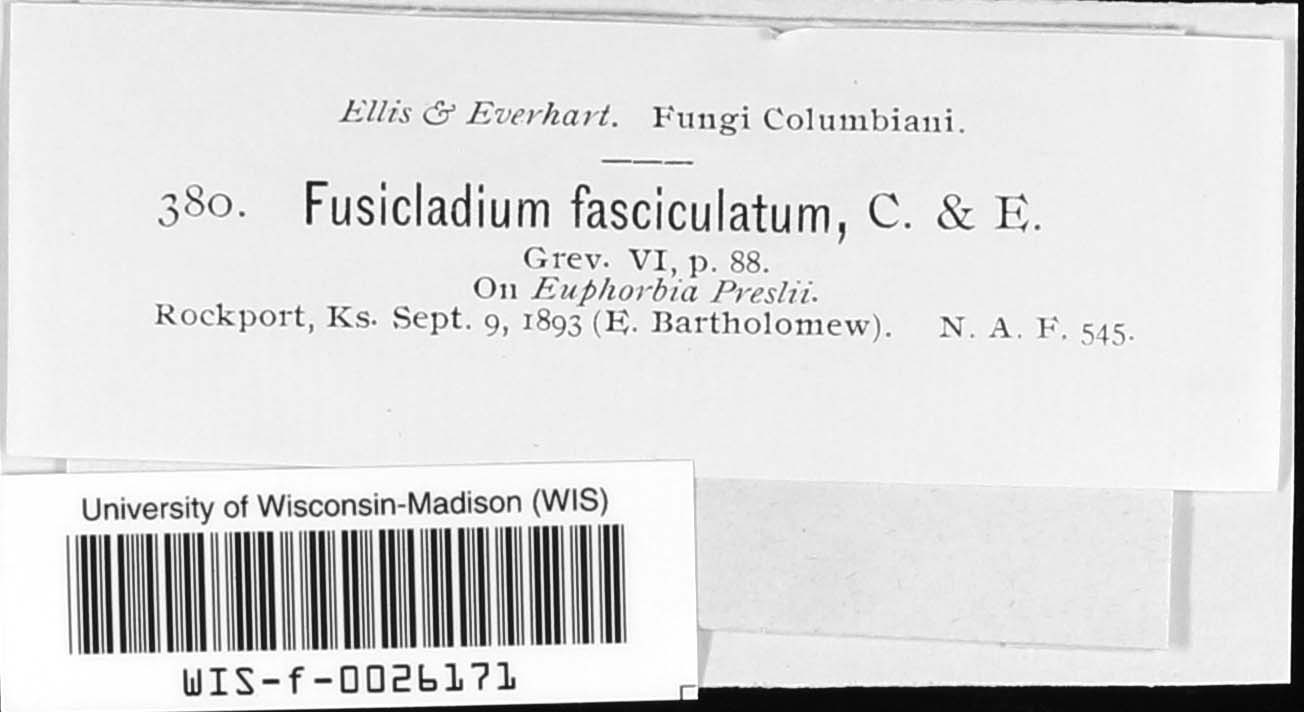 Ellis & Everhart. Fungi Columbiani.
380. Fusicladium fasciculatum, C. & E.
Grev. VI, p. 88.
On Euphorbia Preslii.
Rockport, Ks. Sept. 9, 1893 (E. Bartholomew). N. A. F. 545.
University of Wisconsin-Madison (WIS)
WIS-f-0026171